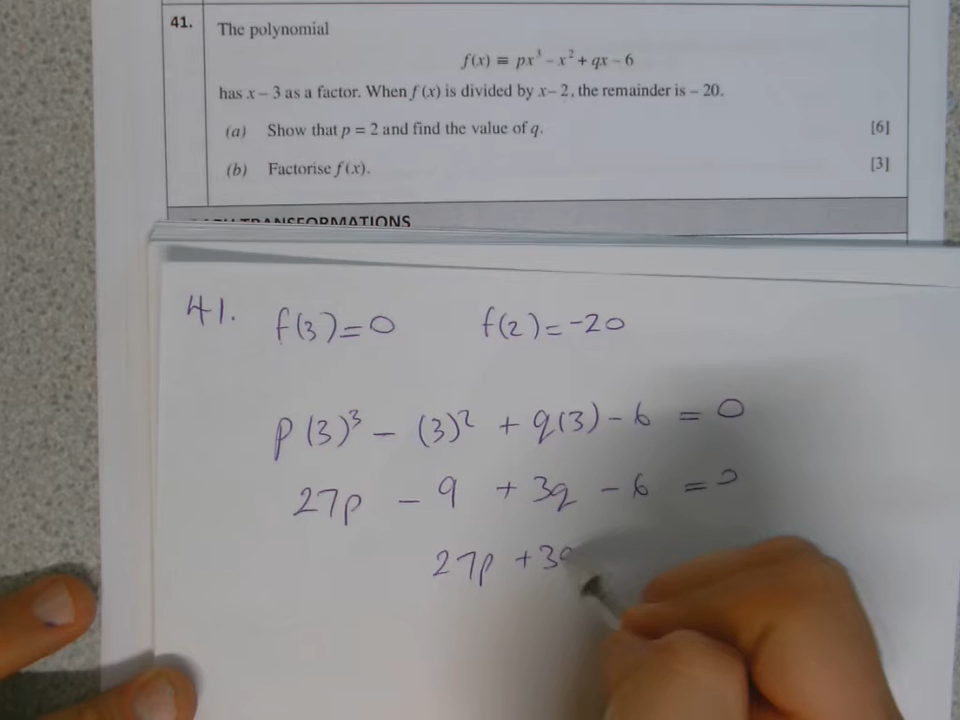 41. The polynomial
f(x) ≡ px³ – x² + qx – 6
has x – 3 as a factor. When f (x) is divided by x– 2, the remainder is – 20.
(a) Show that p = 2 and find the value of q. [6]
(b) Factorise f (x). [3]
TRANSFORMATIONS
41. f(3)=0 f(2)=-20
p(3)³ – (3)² + q(3) – 6 = 0
27p – 9 + 3q – 6 = 0
27p + 3q